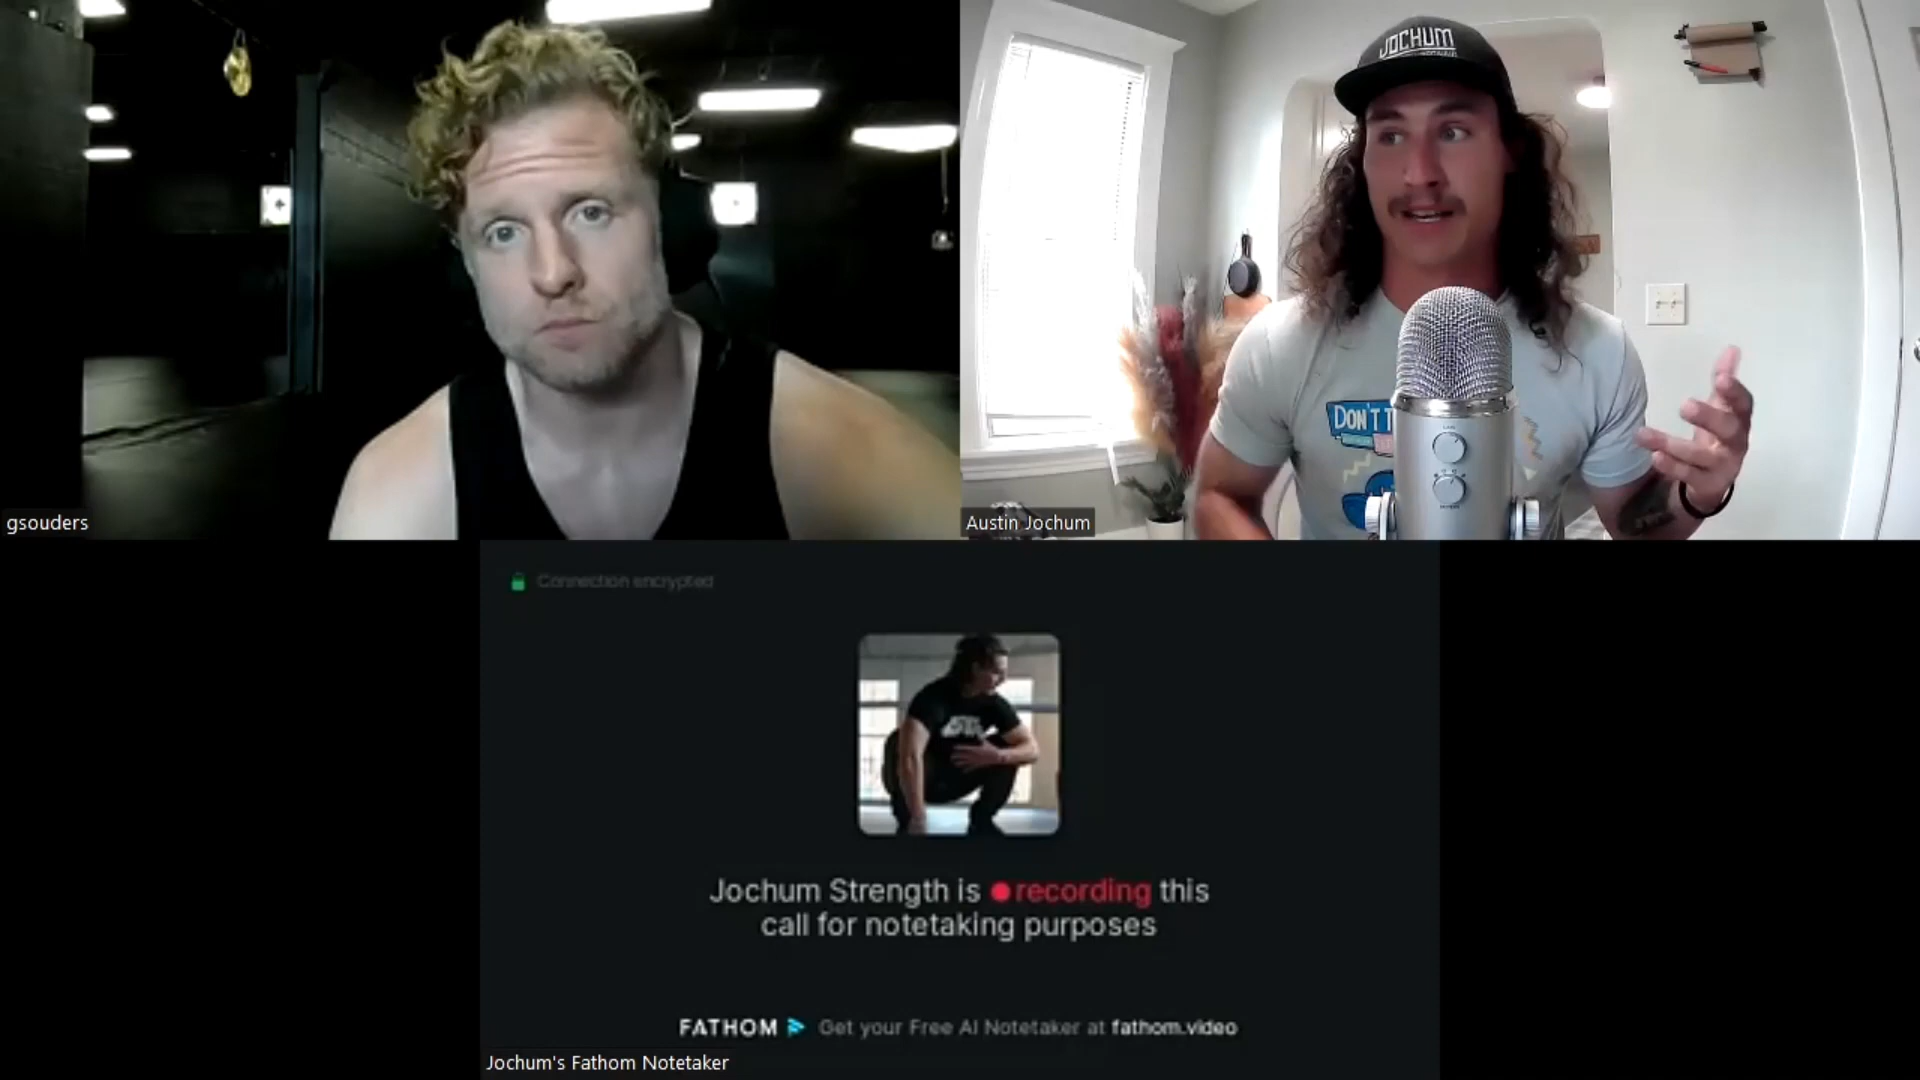 JOCHUM
DON'T T
gsouders
Austin Jochum
Connection encrypted
Jochum Strength is recording this
call for notetaking purposes
FATHOM Get your Free AI Notetaker at fathom.video
Jochum's Fathom Notetaker